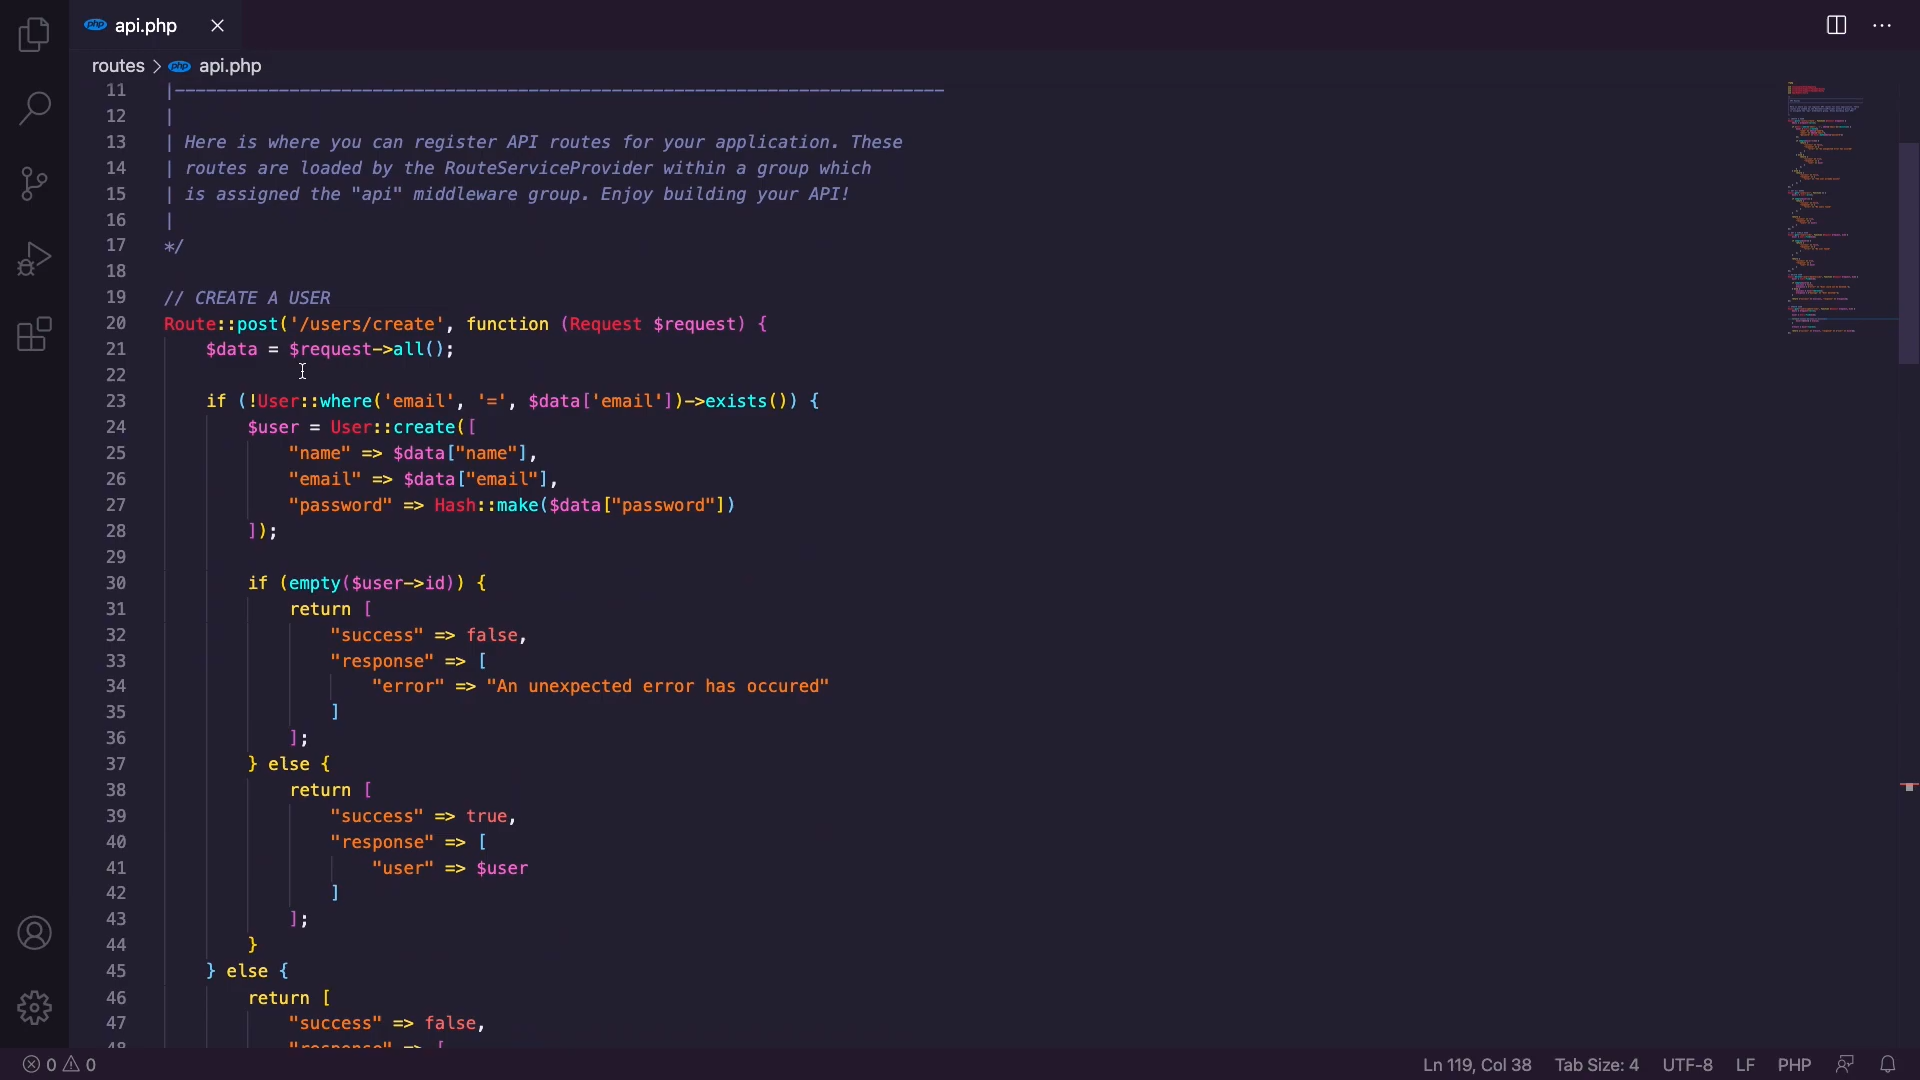 php api.php
routes > php api.php
11 |--------------------------------------------------------------------------
12 |
13 | Here is where you can register API routes for your application. These
14 | routes are loaded by the RouteServiceProvider within a group which
15 | is assigned the "api" middleware group. Enjoy building your API!
16 |
17 */
18
19 // CREATE A USER
20 Route::post('/users/create', function (Request $request) {
21     $data = $request->all();
22
23     if (!User::where('email', '=', $data['email'])->exists()) {
24         $user = User::create([
25             "name" => $data["name"],
26             "email" => $data["email"],
27             "password" => Hash::make($data["password"])
28         ]);
29
30         if (empty($user->id)) {
31             return [
32                 "success" => false,
33                 "response" => [
34                     "error" => "An unexpected error has occured"
35                 ]
36             ];
37         } else {
38             return [
39                 "success" => true,
40                 "response" => [
41                     "user" => $user
42                 ]
43             ];
44         }
45     } else {
46         return [
47             "success" => false,
48             "response" => [
0 0 Ln 119, Col 38 Tab Size: 4 UTF-8 LF PHP